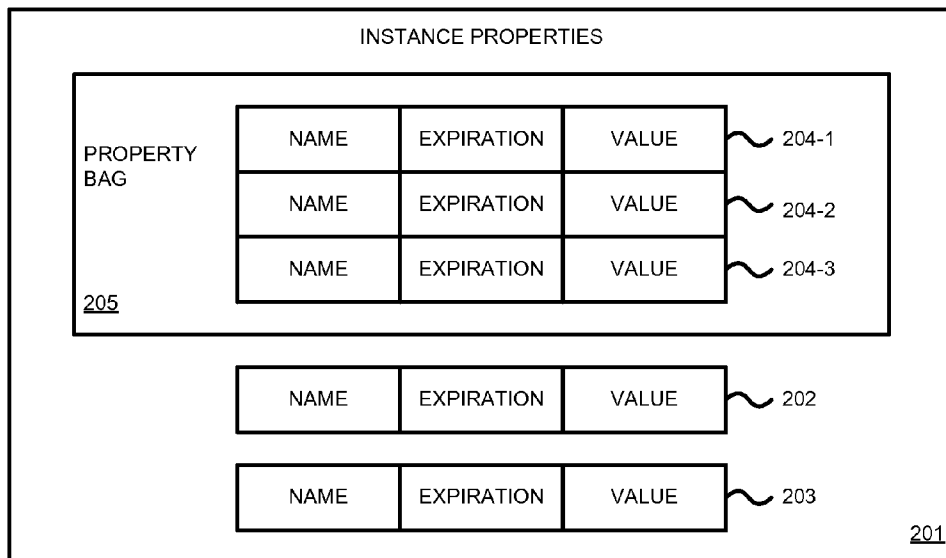 INSTANCE PROPERTIES
PROPERTY
BAG
NAME EXPIRATION VALUE 204-1
NAME EXPIRATION VALUE 204-2
NAME EXPIRATION VALUE 204-3
205
NAME EXPIRATION VALUE 202
NAME EXPIRATION VALUE 203
201